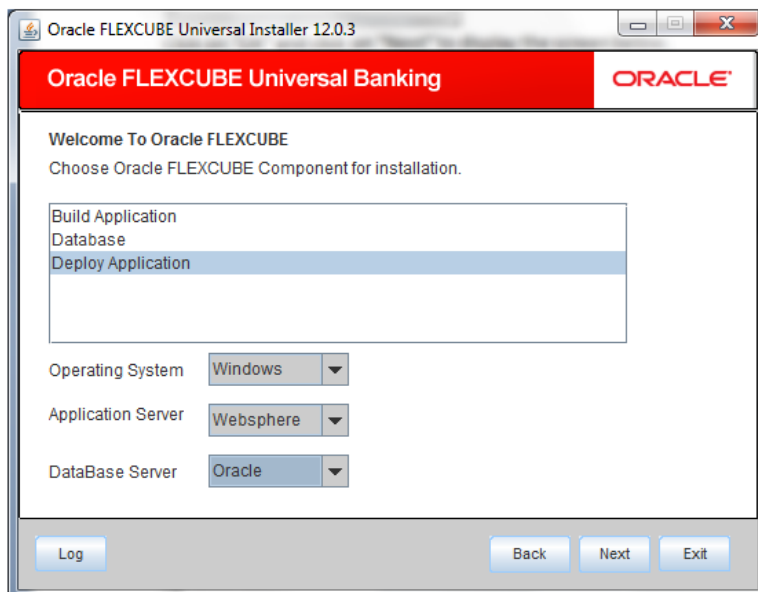 Oracle FLEXCUBE Universal Installer 12.0.3
Oracle FLEXCUBE Universal Banking
ORACLE
Welcome To Oracle FLEXCUBE
Choose Oracle FLEXCUBE Component for installation.
Build Application
Database
Deploy Application
Operating System Windows
Application Server Websphere
DataBase Server Oracle
Log Back Next Exit